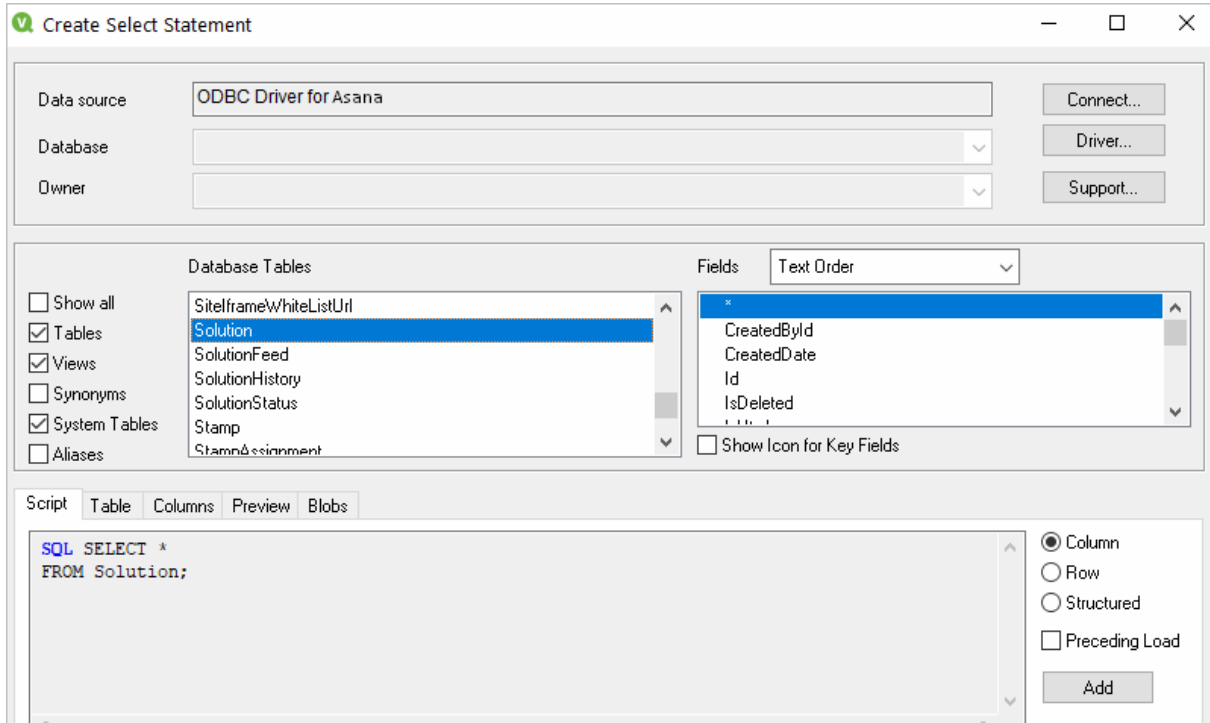 Create Select Statement
Data source
ODBC Driver for Asana
Connect...
Database
Driver...
Owner
Support...
Database Tables
Fields
Text Order
Show all
Tables
Views
Synonyms
System Tables
Aliases
SiteIframeWhiteListUrl
Solution
SolutionFeed
SolutionHistory
SolutionStatus
Stamp
StampAssignment
*
CreatedById
CreatedDate
Id
IsDeleted
Show Icon for Key Fields
Script Table Columns Preview Blobs
SQL SELECT *
FROM Solution;
Column
Row
Structured
Preceding Load
Add